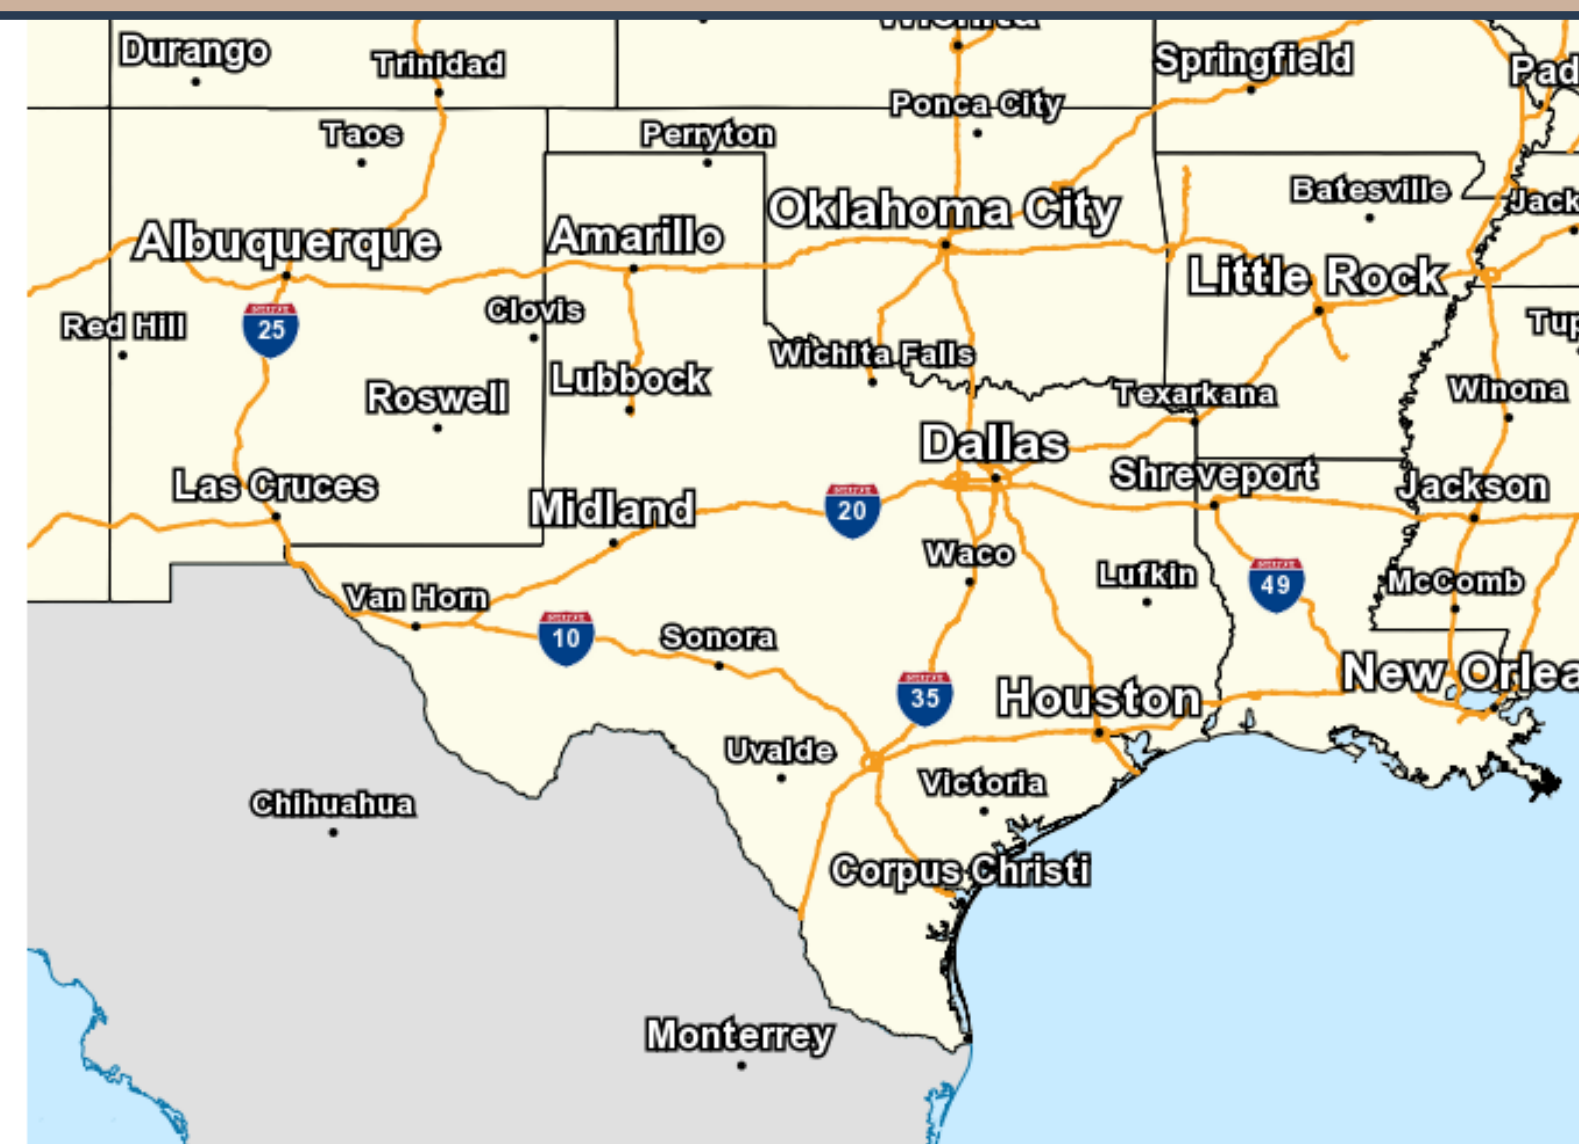 Wichita
Durango
Trinidad
Springfield
Pad
Ponca City
Taos
Perryton
Batesville
Jack
Oklahoma City
Albuquerque
Amarillo
Little Rock
Clovis
Red Hill
25
Tup
Wichita Falls
Lubbock
Roswell
Texarkana
Winona
Dallas
Shreveport
Las Cruces
Jackson
Midland
20
Waco
Lufkin
49
McComb
Van Horn
10
Sonora
New Orlea
35
Houston
Uvalde
Victoria
Chihuahua
Corpus Christi
Monterrey